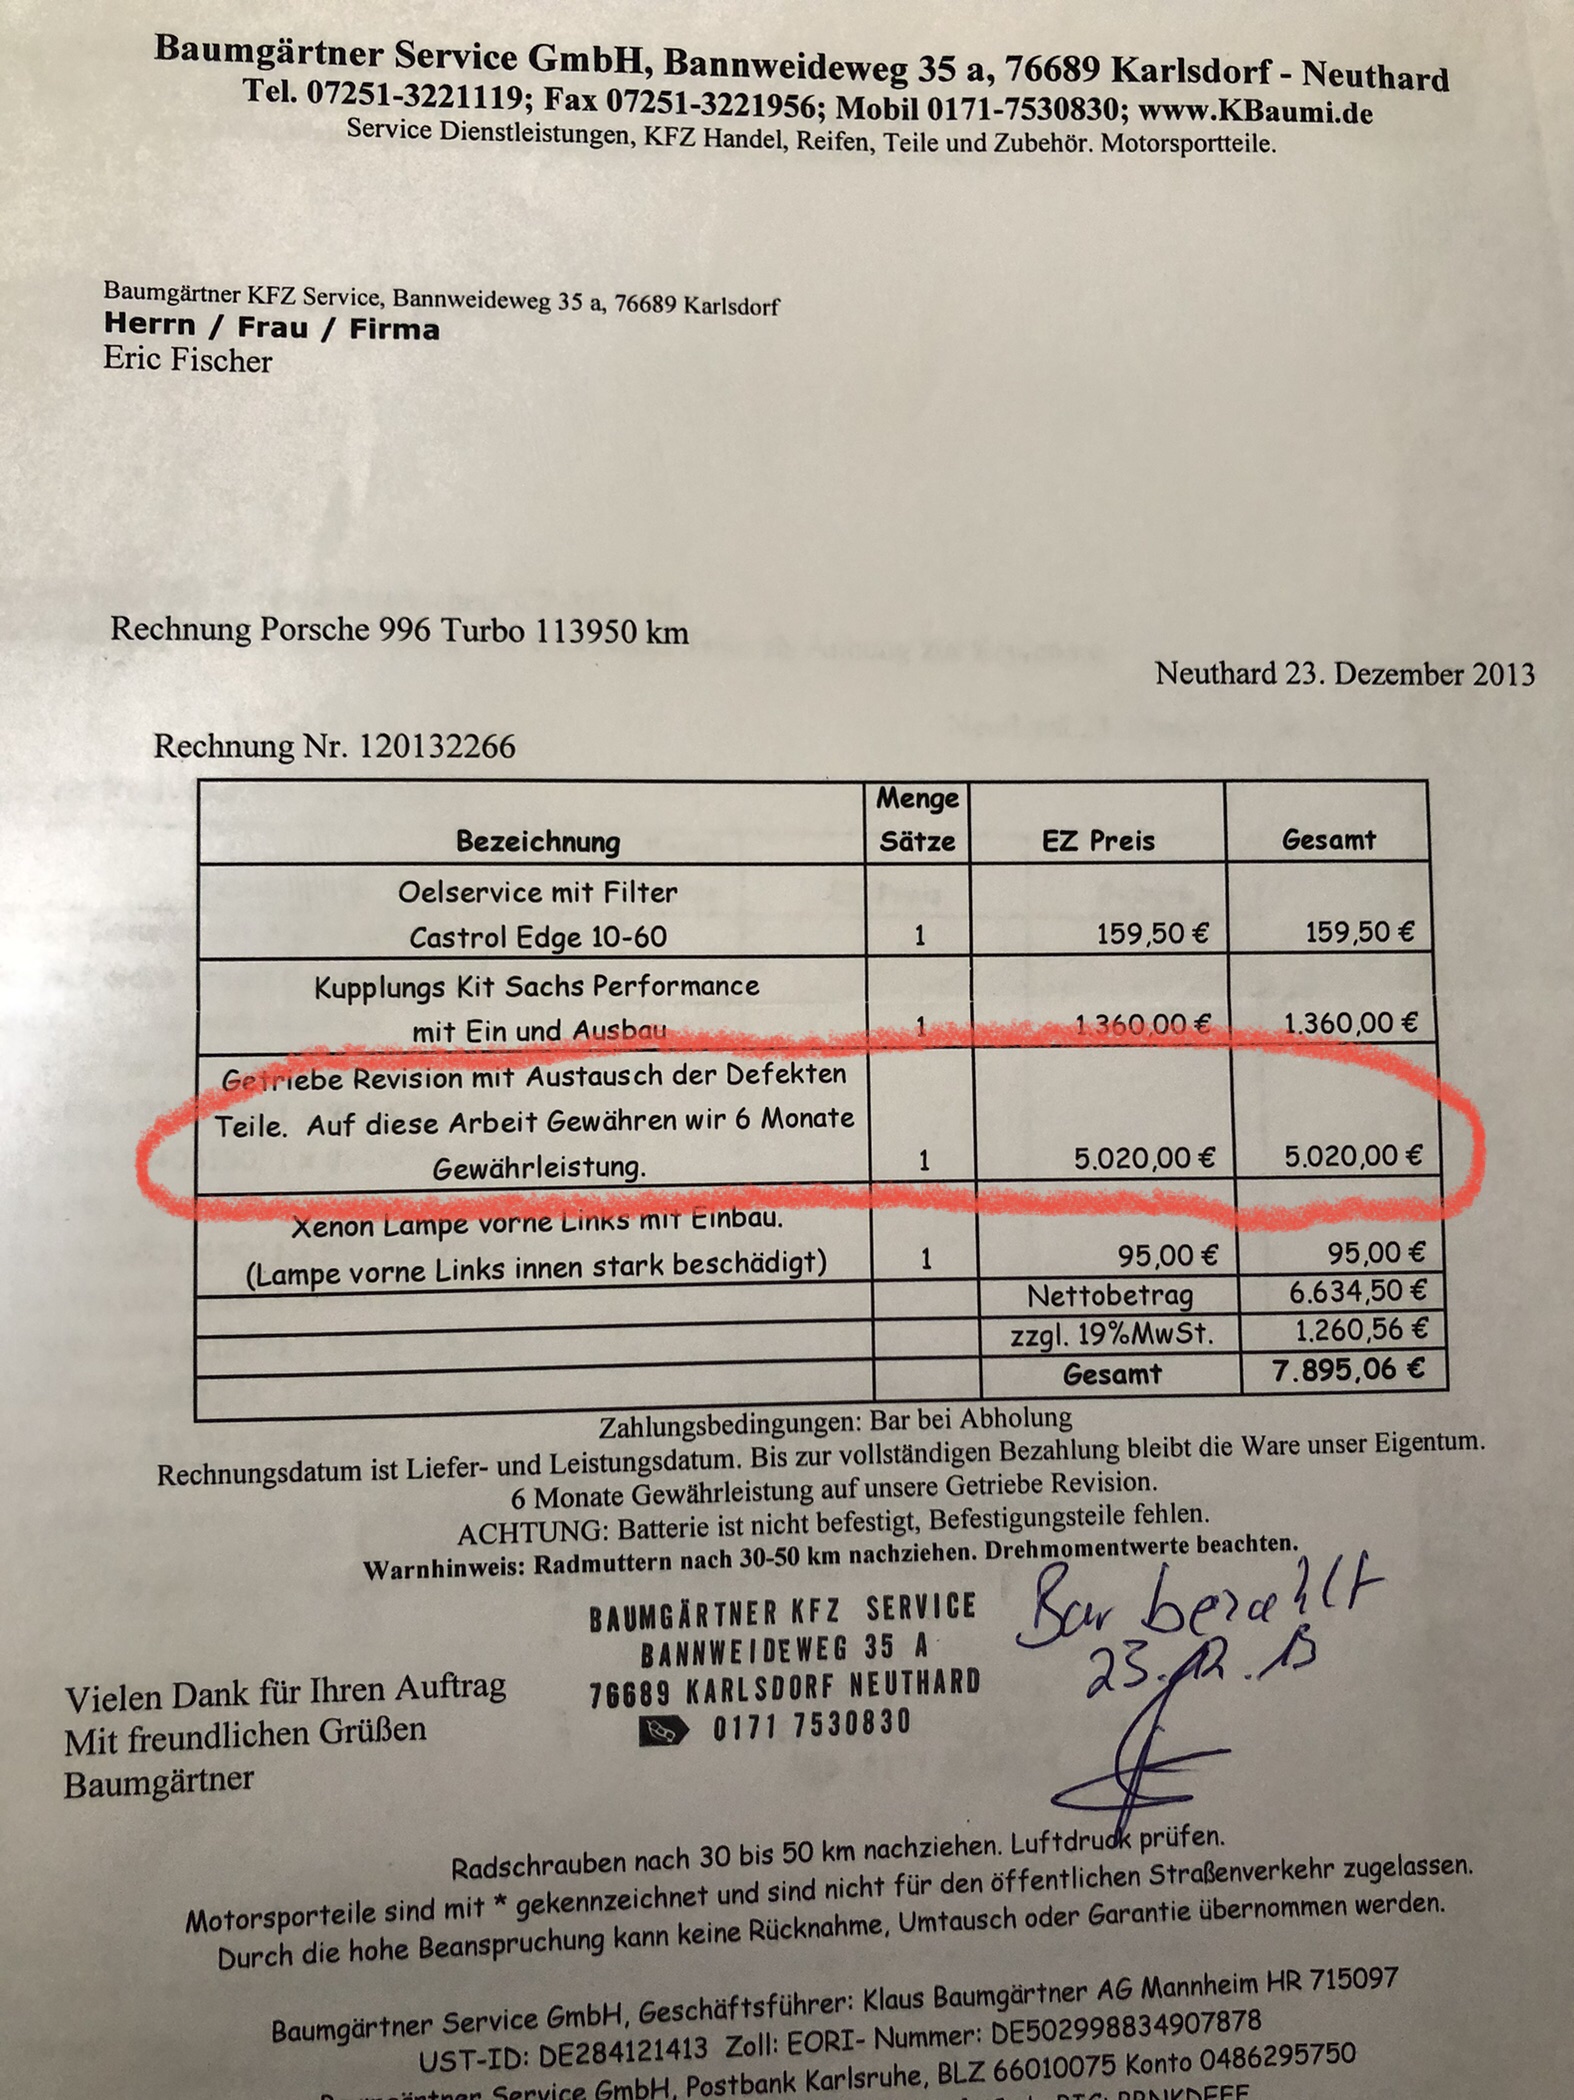 Baumgärtner Service GmbH, Bannweideweg 35 a, 76689 Karlsdorf - Neuthard
Tel. 07251-3221119; Fax 07251-3221956; Mobil 0171-7530830; www.KBaumi.de
Service Dienstleistungen, KFZ Handel, Reifen, Teile und Zubehör. Motorsportteile.
Baumgärtner KFZ Service, Bannweideweg 35 a, 76689 Karlsdorf
Herrn / Frau / Firma
Eric Fischer
Rechnung Porsche 996 Turbo 113950 km
Neuthard 23. Dezember 2013
Rechnung Nr. 120132266
Menge
Bezeichnung Sätze EZ Preis Gesamt
Oelservice mit Filter
Castrol Edge 10-60 1 159,50 € 159,50 €
Kupplungs Kit Sachs Performance
mit Ein und Ausbau 1 1.360,00 € 1.360,00 €
Getriebe Revision mit Austausch der Defekten
Teile. Auf diese Arbeit Gewähren wir 6 Monate
Gewährleistung. 1 5.020,00 € 5.020,00 €
Xenon Lampe vorne Links mit Einbau.
(Lampe vorne Links innen stark beschädigt) 1 95,00 € 95,00 €
Nettobetrag 6.634,50 €
zzgl. 19%MwSt. 1.260,56 €
Gesamt 7.895,06 €
Zahlungsbedingungen: Bar bei Abholung
Rechnungsdatum ist Liefer- und Leistungsdatum. Bis zur vollständigen Bezahlung bleibt die Ware unser Eigentum.
6 Monate Gewährleistung auf unsere Getriebe Revision.
ACHTUNG: Batterie ist nicht befestigt, Befestigungsteile fehlen.
Warnhinweis: Radmuttern nach 30-50 km nachziehen. Drehmomentwerte beachten.
BAUMGÄRTNER KFZ SERVICE
BANNWEIDEWEG 35 A
76689 KARLSDORF NEUTHARD
0171 7530830
Bar bezahlt
23.12.13
Vielen Dank für Ihren Auftrag
Mit freundlichen Grüßen
Baumgärtner
Radschrauben nach 30 bis 50 km nachziehen. Luftdruck prüfen.
Motorsporteile sind mit * gekennzeichnet und sind nicht für den öffentlichen Straßenverkehr zugelassen.
Durch die hohe Beanspruchung kann keine Rücknahme, Umtausch oder Garantie übernommen werden.
Baumgärtner Service GmbH, Geschäftsführer: Klaus Baumgärtner AG Mannheim HR 715097
UST-ID: DE284121413 Zoll: EORI- Nummer: DE502998834907878
Service GmbH, Postbank Karlsruhe, BLZ 66010075 Konto 0486295750